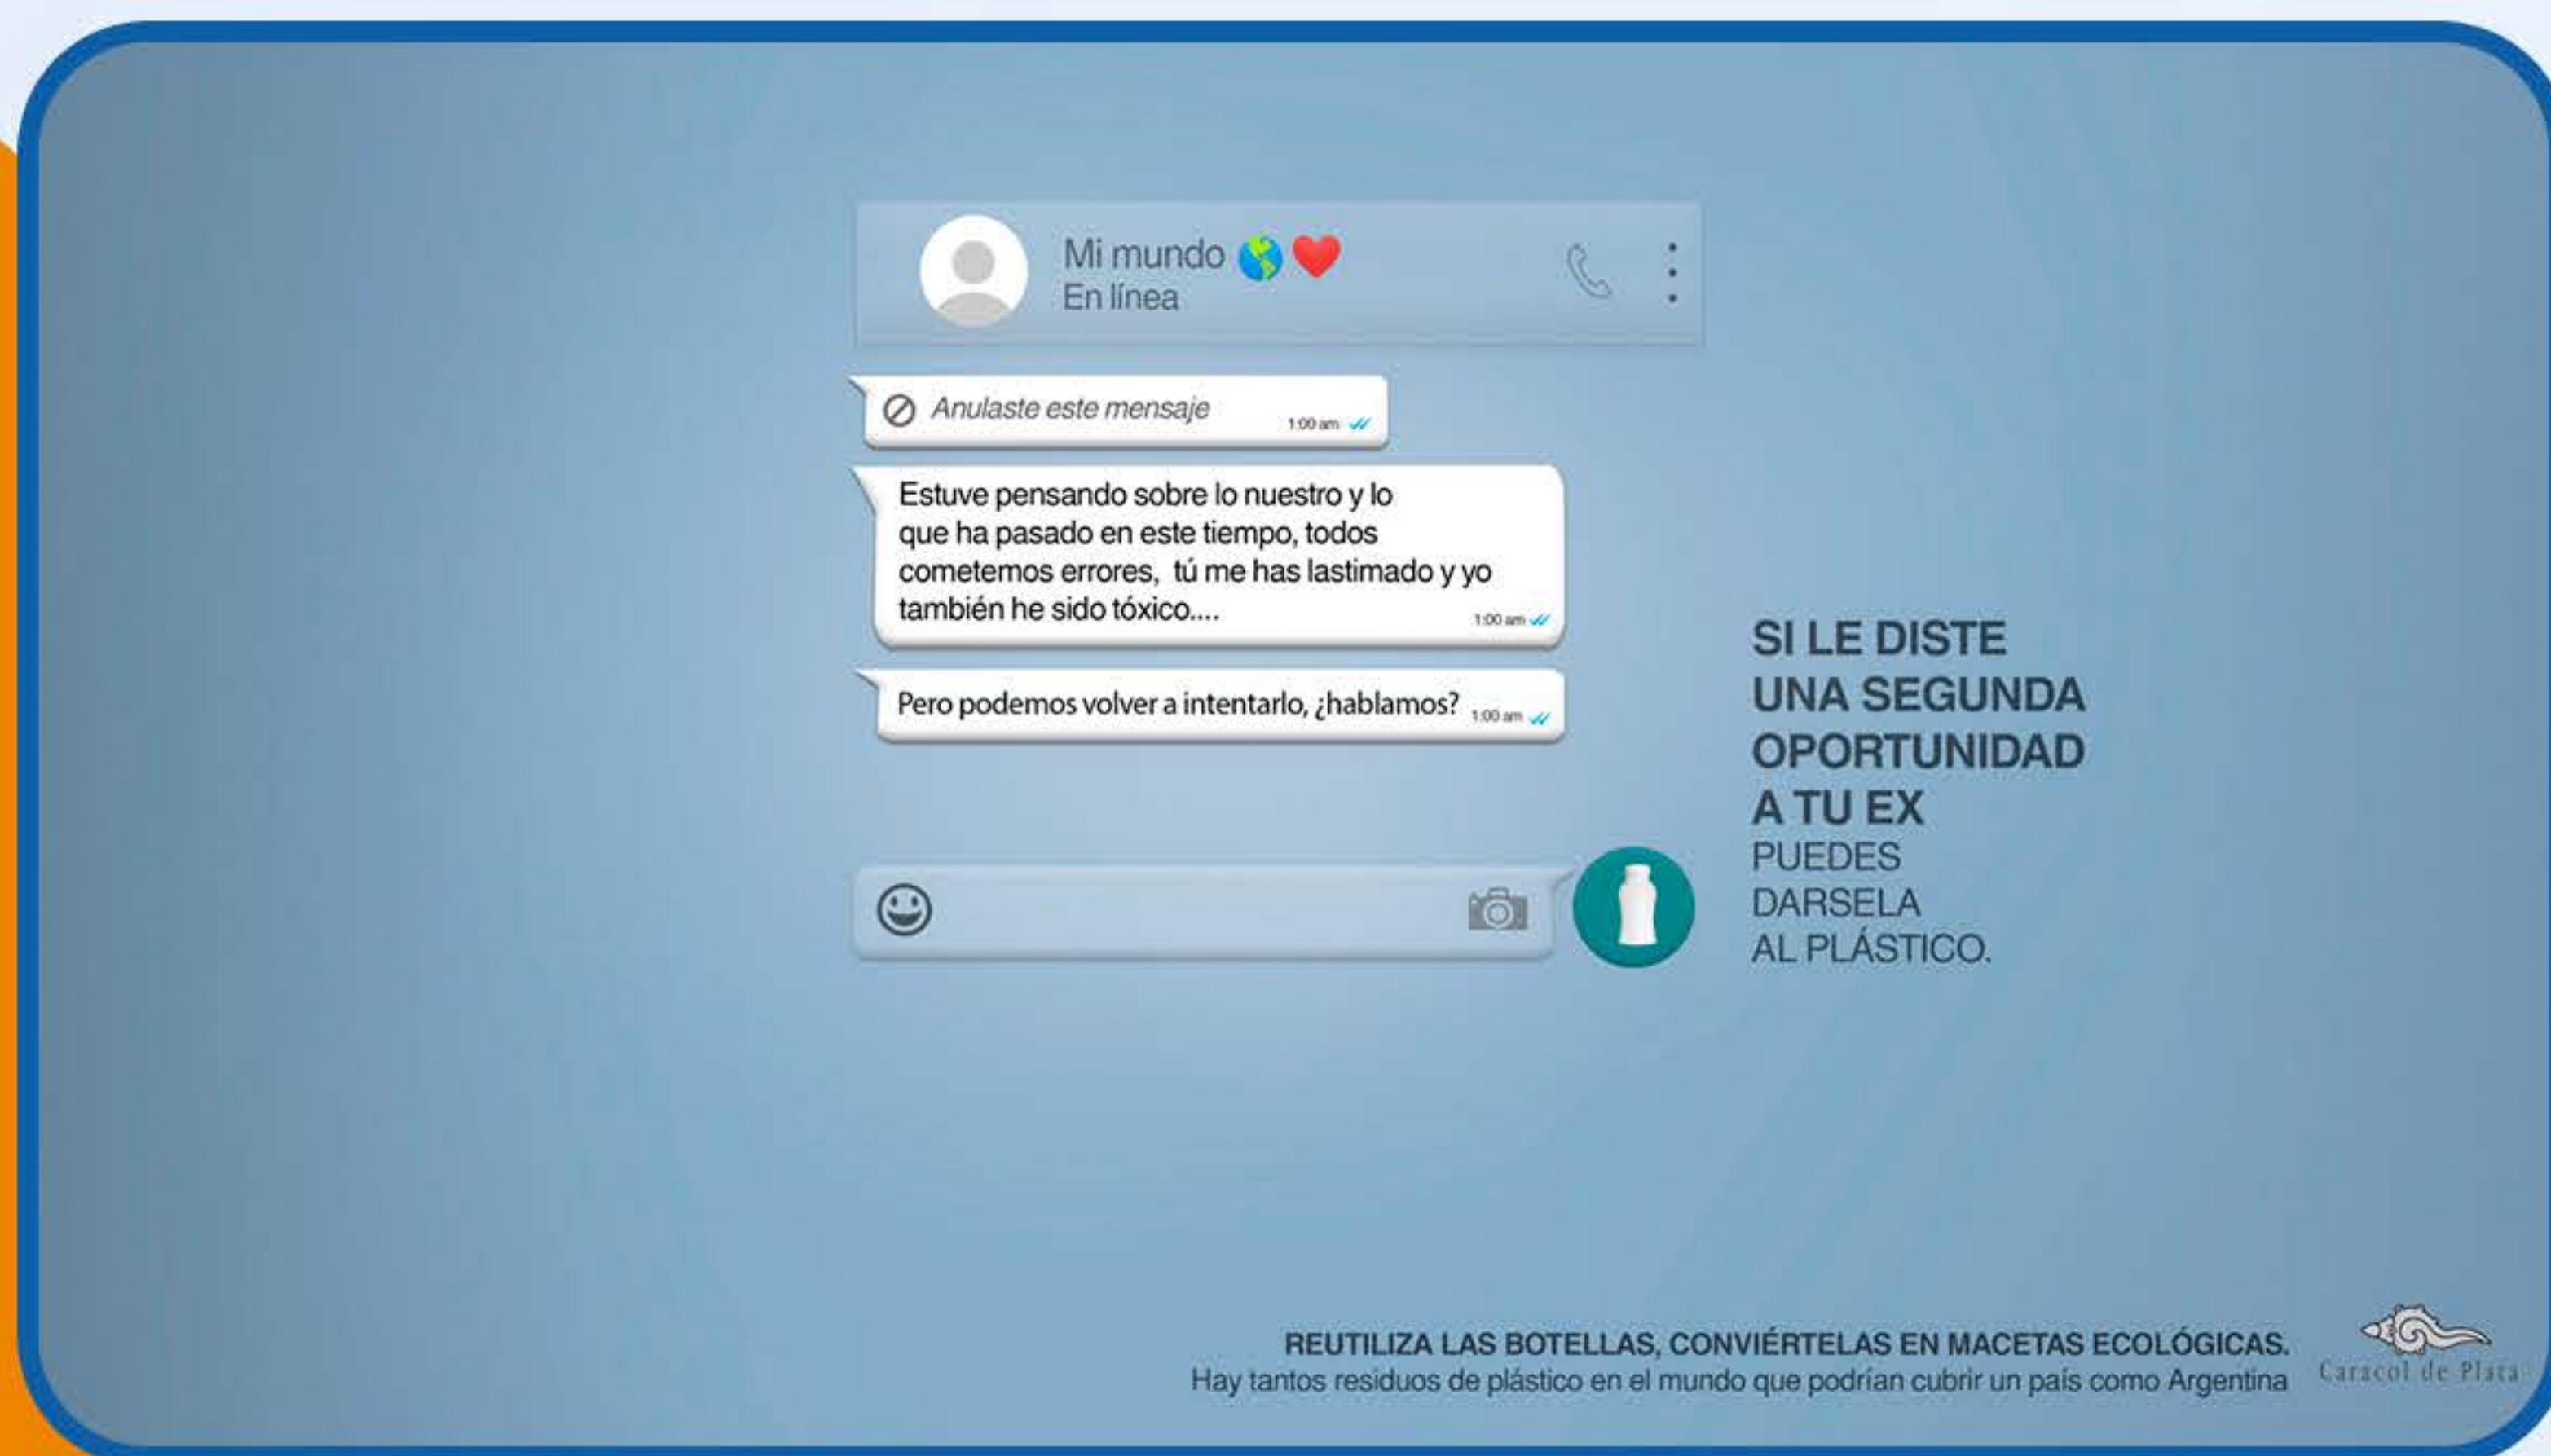 Mi mundo 🌎❤️
En línea
Anulaste este mensaje
1:00 am
Estuve pensando sobre lo nuestro y lo
que ha pasado en este tiempo, todos
cometemos errores, tú me has lastimado y yo
también he sido tóxico....
1:00 am
Pero podemos volver a intentarlo, ¿hablamos?
1:00 am
SI LE DISTE
UNA SEGUNDA
OPORTUNIDAD
A TU EX
PUEDES
DARSELA
AL PLÁSTICO.
REUTILIZA LAS BOTELLAS, CONVIÉRTELAS EN MACETAS ECOLÓGICAS.
Hay tantos residuos de plástico en el mundo que podrían cubrir un país como Argentina
Caracol de Plata